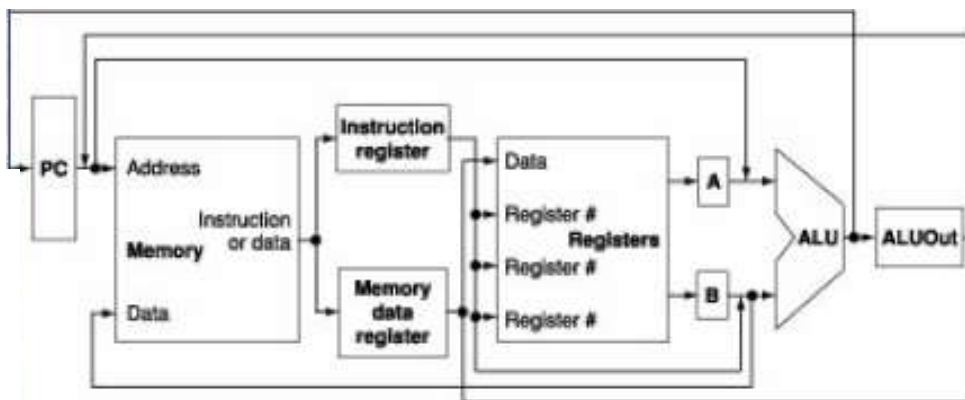 PC
Address
Instruction
or data
Memory
Data
Instruction
register
Memory
data
register
Data
Register #
Registers
Register #
Register #
A
B
ALU
ALUOut